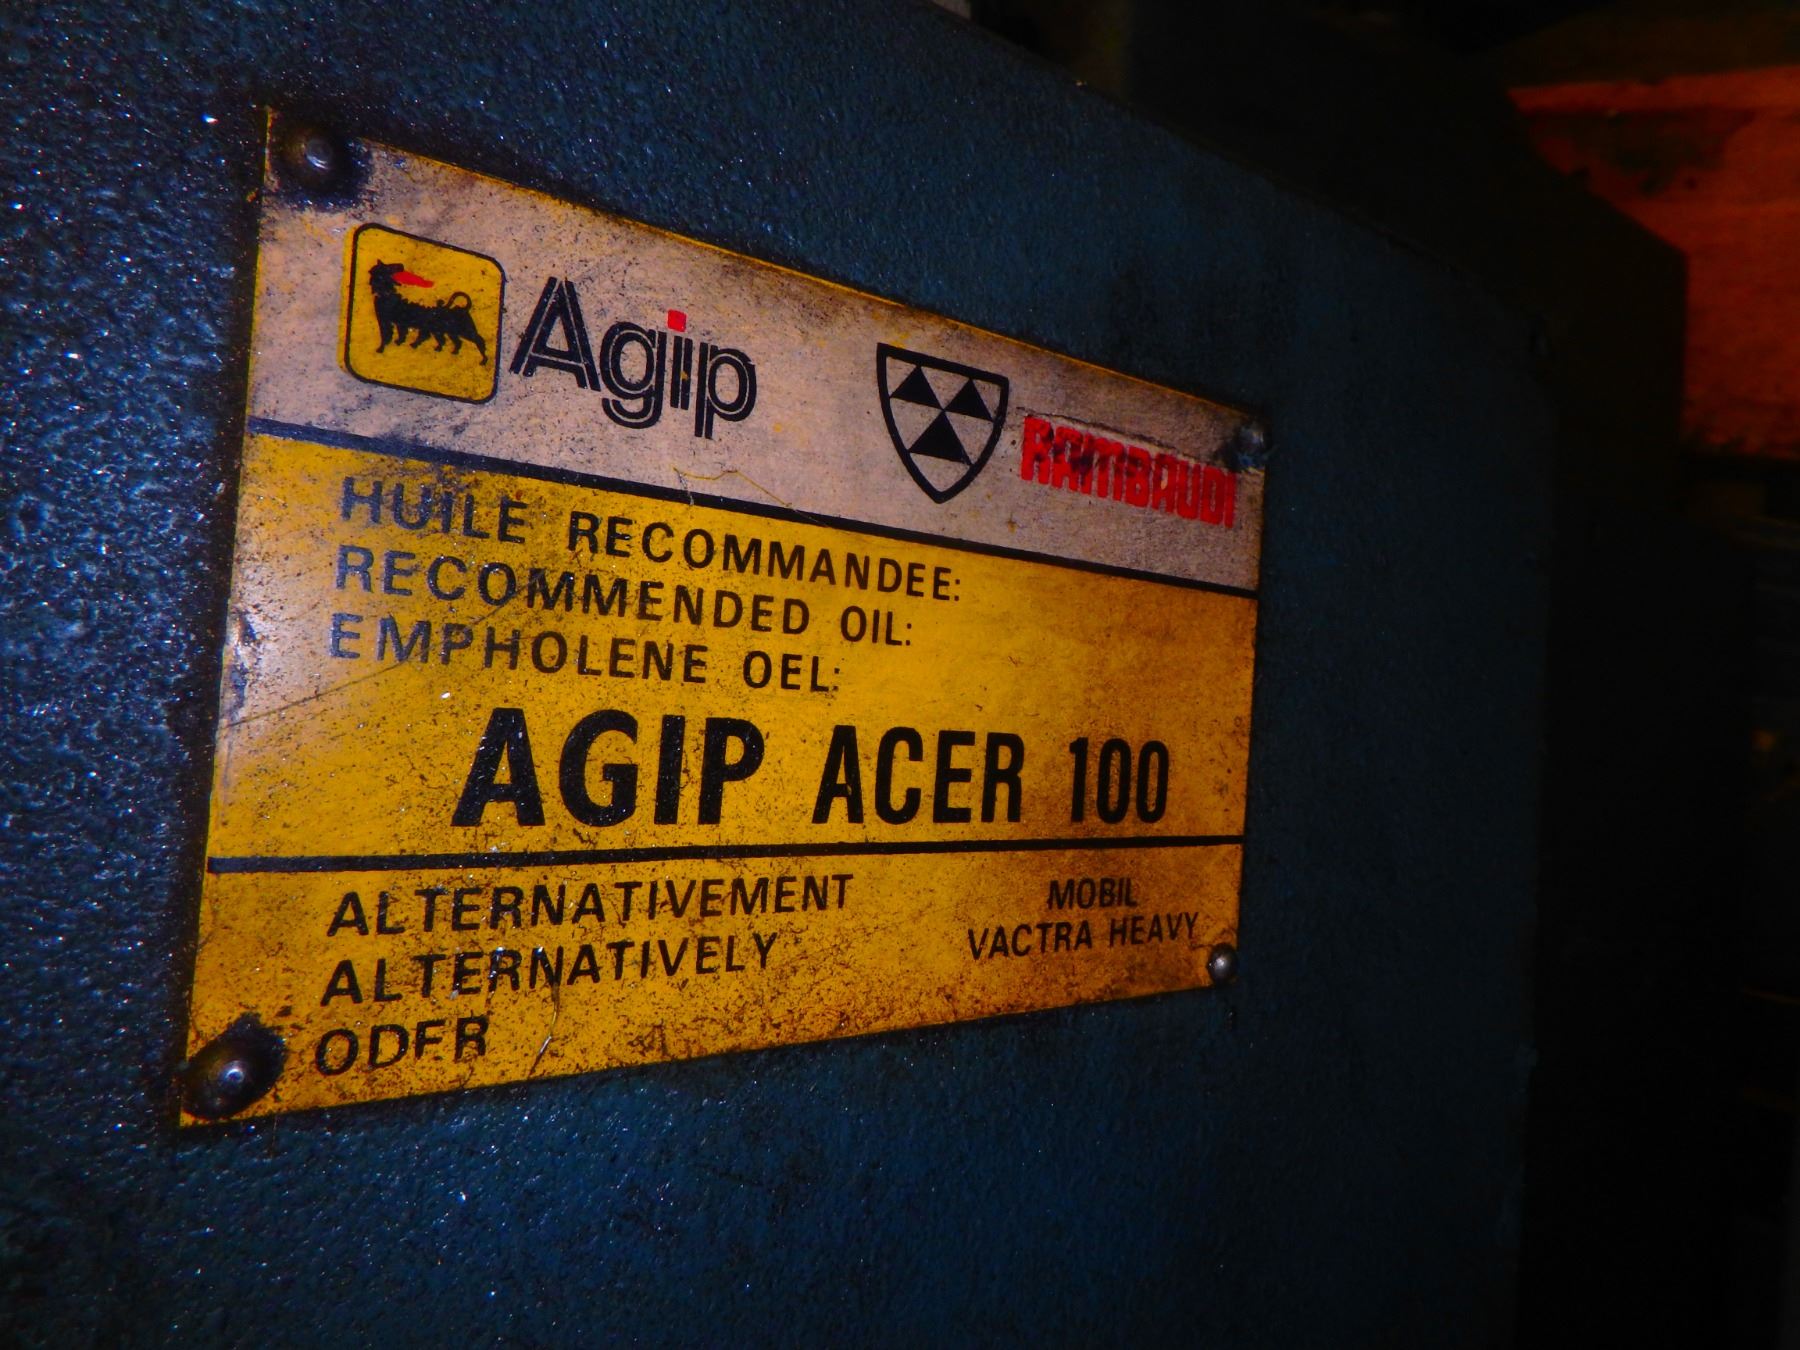 Agip
RAMBAUDI
HUILE RECOMMANDEE:
RECOMMENDED OIL:
EMPHOLENE OEL:
AGIP ACER 100
ALTERNATIVEMENT
ALTERNATIVELY
ODER
MOBIL
VACTRA HEAVY